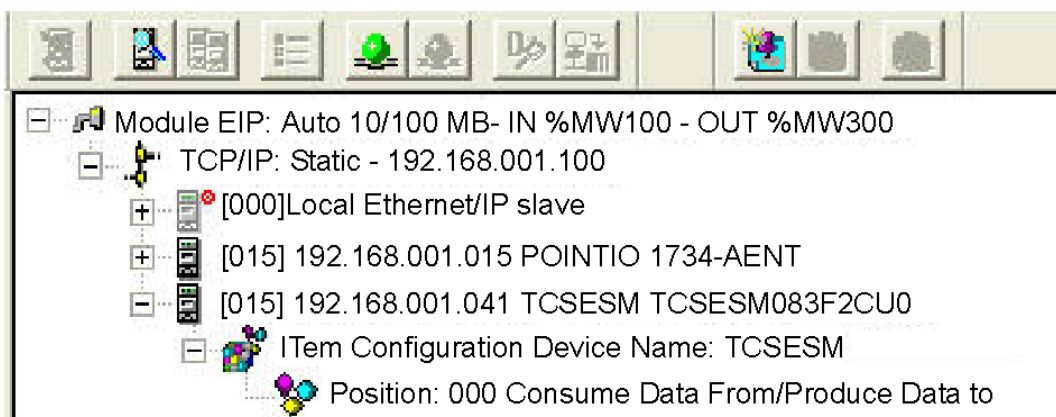 Module EIP: Auto 10/100 MB- IN %MW100 - OUT %MW300
TCP/IP: Static - 192.168.001.100
[000]Local Ethernet/IP slave
[015] 192.168.001.015 POINTIO 1734-AENT
[015] 192.168.001.041 TCSESM TCSESM083F2CU0
ITem Configuration Device Name: TCSESM
Position: 000 Consume Data From/Produce Data to